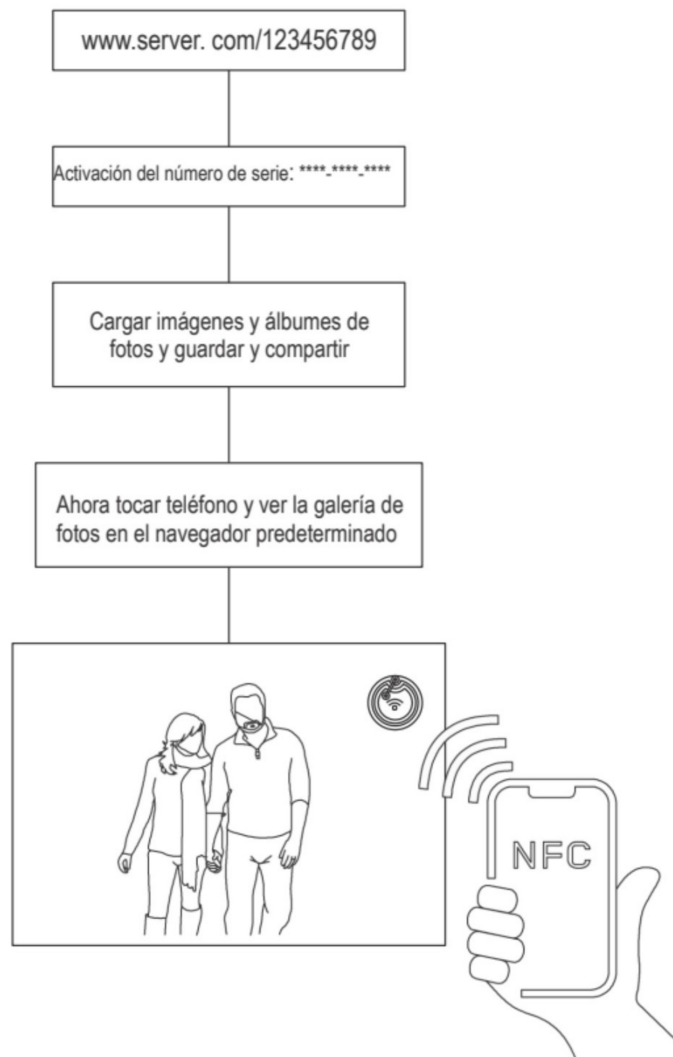 www.server. com/123456789
Activación del número de serie: ****-****-****
Cargar imágenes y álbumes de
fotos y guardar y compartir
Ahora tocar teléfono y ver la galería de
fotos en el navegador predeterminado
NFC